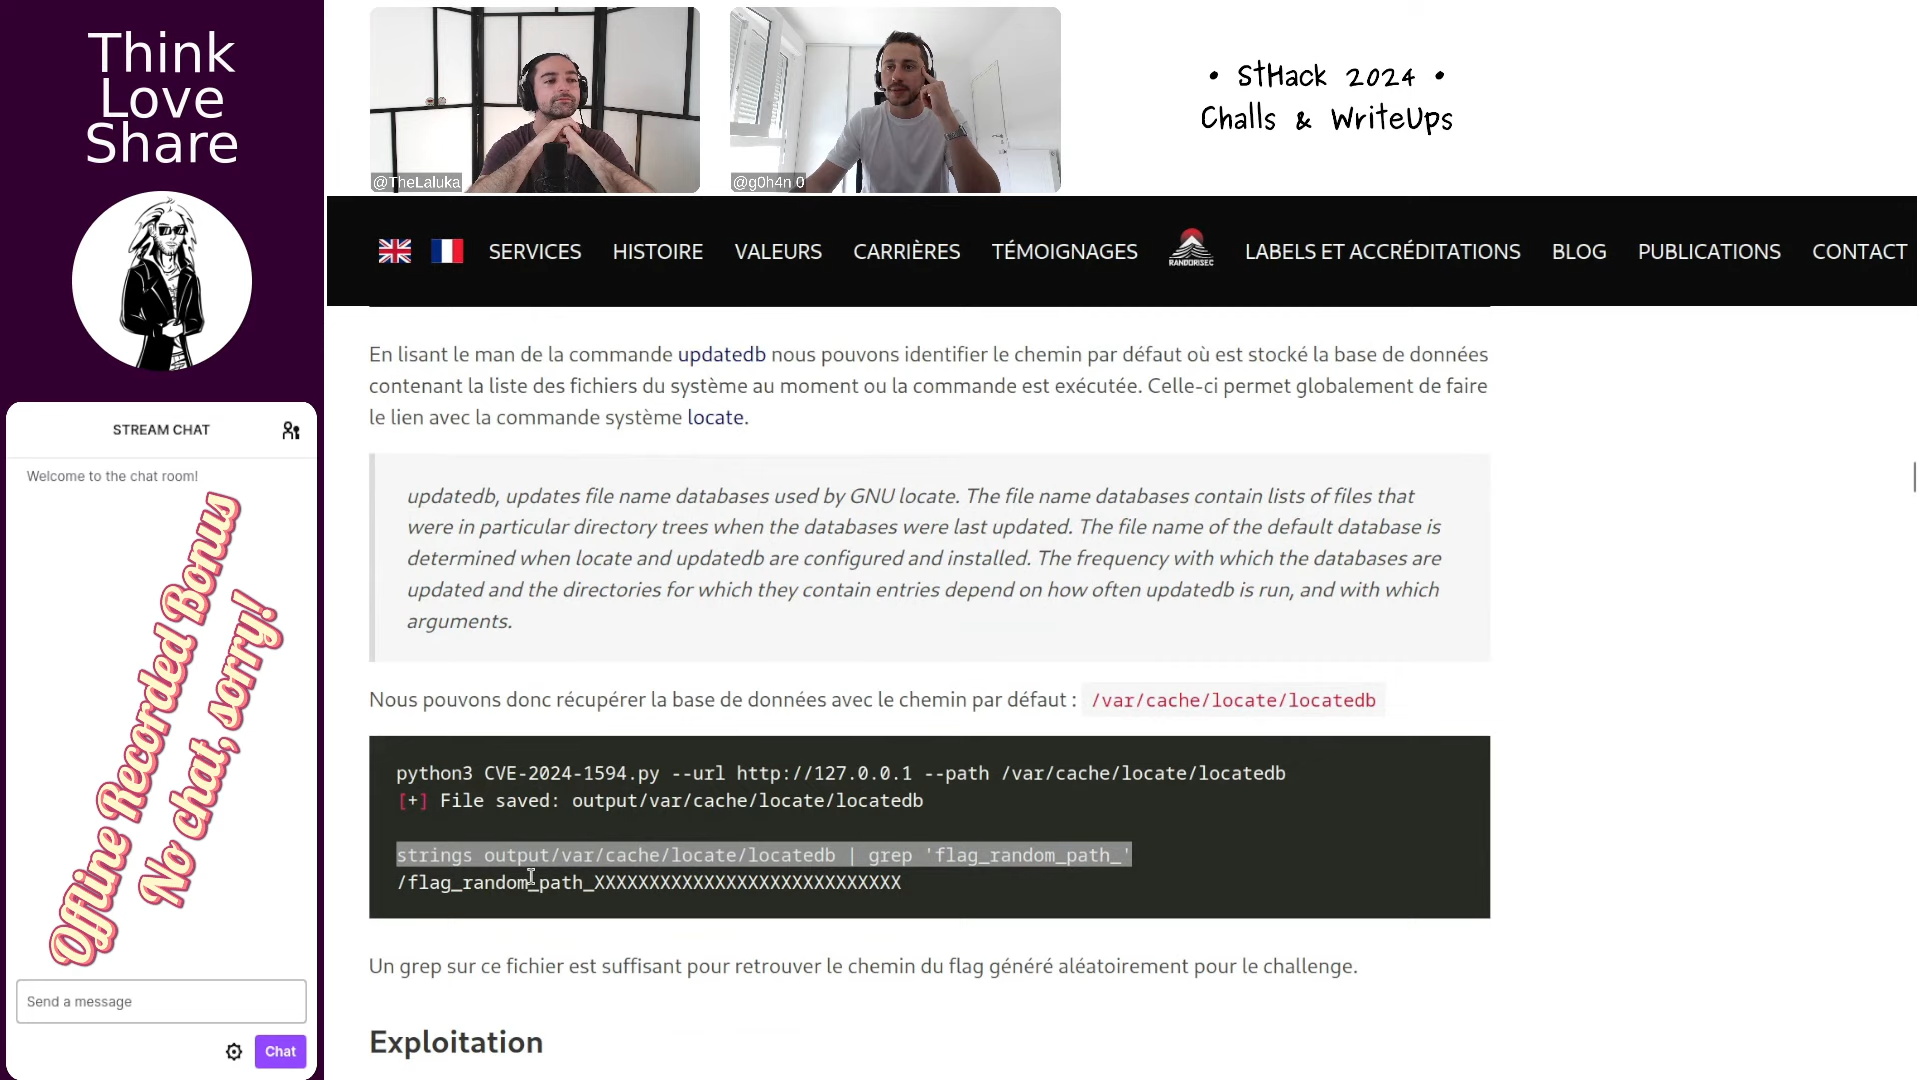 Think
Love
Share
@TheLaluka
@g0h4n 0
• StHack 2024 •
Challs & WriteUps
SERVICES HISTOIRE VALEURS CARRIÈRES TÉMOIGNAGES RANDORISEC LABELS ET ACCRÉDITATIONS BLOG PUBLICATIONS CONTACT
En lisant le man de la commande updatedb nous pouvons identifier le chemin par défaut où est stocké la base de données
contenant la liste des fichiers du système au moment ou la commande est exécutée. Celle-ci permet globalement de faire
le lien avec la commande système locate.
updatedb, updates file name databases used by GNU locate. The file name databases contain lists of files that
were in particular directory trees when the databases were last updated. The file name of the default database is
determined when locate and updatedb are configured and installed. The frequency with which the databases are
updated and the directories for which they contain entries depend on how often updatedb is run, and with which
arguments.
Nous pouvons donc récupérer la base de données avec le chemin par défaut : /var/cache/locate/locatedb
python3 CVE-2024-1594.py --url http://127.0.0.1 --path /var/cache/locate/locatedb
[+] File saved: output/var/cache/locate/locatedb
strings output/var/cache/locate/locatedb | grep 'flag_random_path_'
/flag_random_path_XXXXXXXXXXXXXXXXXXXXXXXXXXXX
Un grep sur ce fichier est suffisant pour retrouver le chemin du flag généré aléatoirement pour le challenge.
Exploitation
STREAM CHAT
Welcome to the chat room!
Offline Recorded Bonus
No chat, sorry!
Send a message
Chat